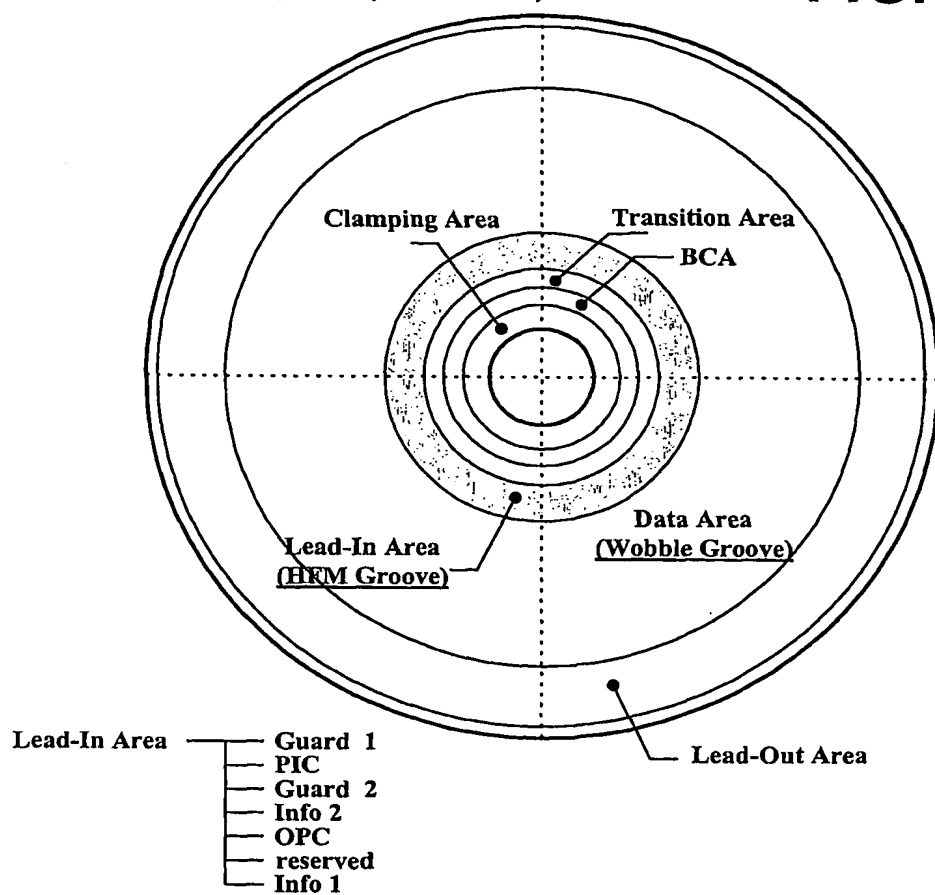 Clamping Area
Transition Area
BCA
Data Area
(Wobble Groove)
Lead-In Area
(HFM Groove)
Lead-Out Area
Lead-In Area
Guard 1
PIC
Guard 2
Info 2
OPC
reserved
Info 1